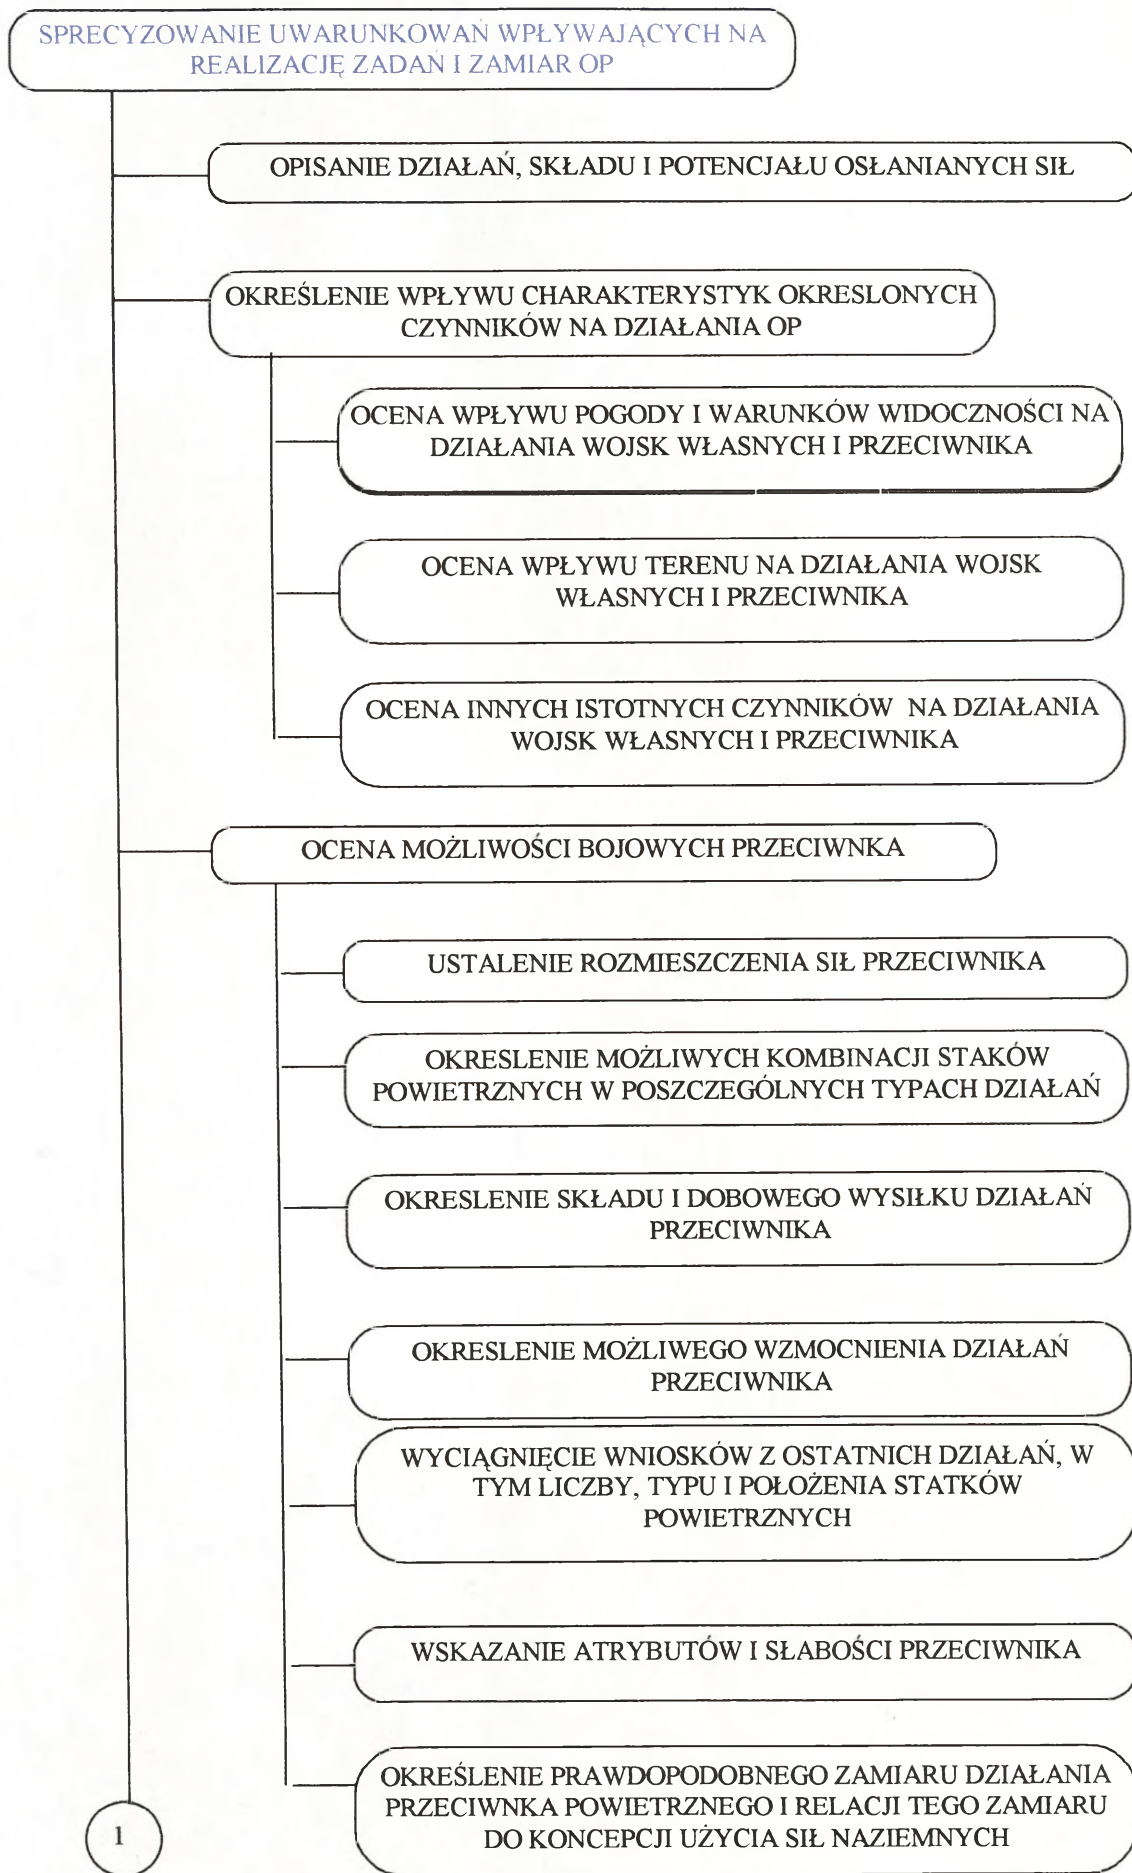 SPRECYZOWANIE UWARUNKOWAŃ WPŁYWAJĄCYCH NA
REALIZACJĘ ZADAŃ I ZAMIAR OP
OPISANIE DZIAŁAŃ, SKŁADU I POTENCJAŁU OSŁANIANYCH SIŁ
OKREŚLENIE WPŁYWU CHARAKTERYSTYK OKRESLONYCH
CZYNNIKÓW NA DZIAŁANIA OP
OCENA WPŁYWU POGODY I WARUNKÓW WIDOCZNOŚCI NA
DZIAŁANIA WOJSK WŁASNYCH I PRZECIWNIKA
OCENA WPŁYWU TERENU NA DZIAŁANIA WOJSK
WŁASNYCH I PRZECIWNIKA
OCENA INNYCH ISTOTNYCH CZYNNIKÓW NA DZIAŁANIA
WOJSK WŁASNYCH I PRZECIWNIKA
OCENA MOŻLIWOŚCI BOJOWYCH PRZECIWNKA
USTALENIE ROZMIESZCZENIA SIŁ PRZECIWNIKA
OKRESLENIE MOŻLIWYCH KOMBINACJI STAKÓW
POWIETRZNYCH W POSZCZEGÓLNYCH TYPACH DZIAŁAŃ
OKRESLENIE SKŁADU I DOBOWEGO WYSIŁKU DZIAŁAŃ
PRZECIWNIKA
OKRESLENIE MOŻLIWEGO WZMOCNIENIA DZIAŁAŃ
PRZECIWNIKA
WYCIĄGNIĘCIE WNIOSKÓW Z OSTATNICH DZIAŁAŃ, W
TYM LICZBY, TYPU I POŁOŻENIA STATKÓW
POWIETRZNYCH
WSKAZANIE ATRYBUTÓW I SŁABOŚCI PRZECIWNIKA
OKREŚLENIE PRAWDOPODOBNEGO ZAMIARU DZIAŁANIA
PRZECIWNKA POWIETRZNEGO I RELACJI TEGO ZAMIARU
DO KONCEPCJI UŻYCIA SIŁ NAZIEMNYCH
1